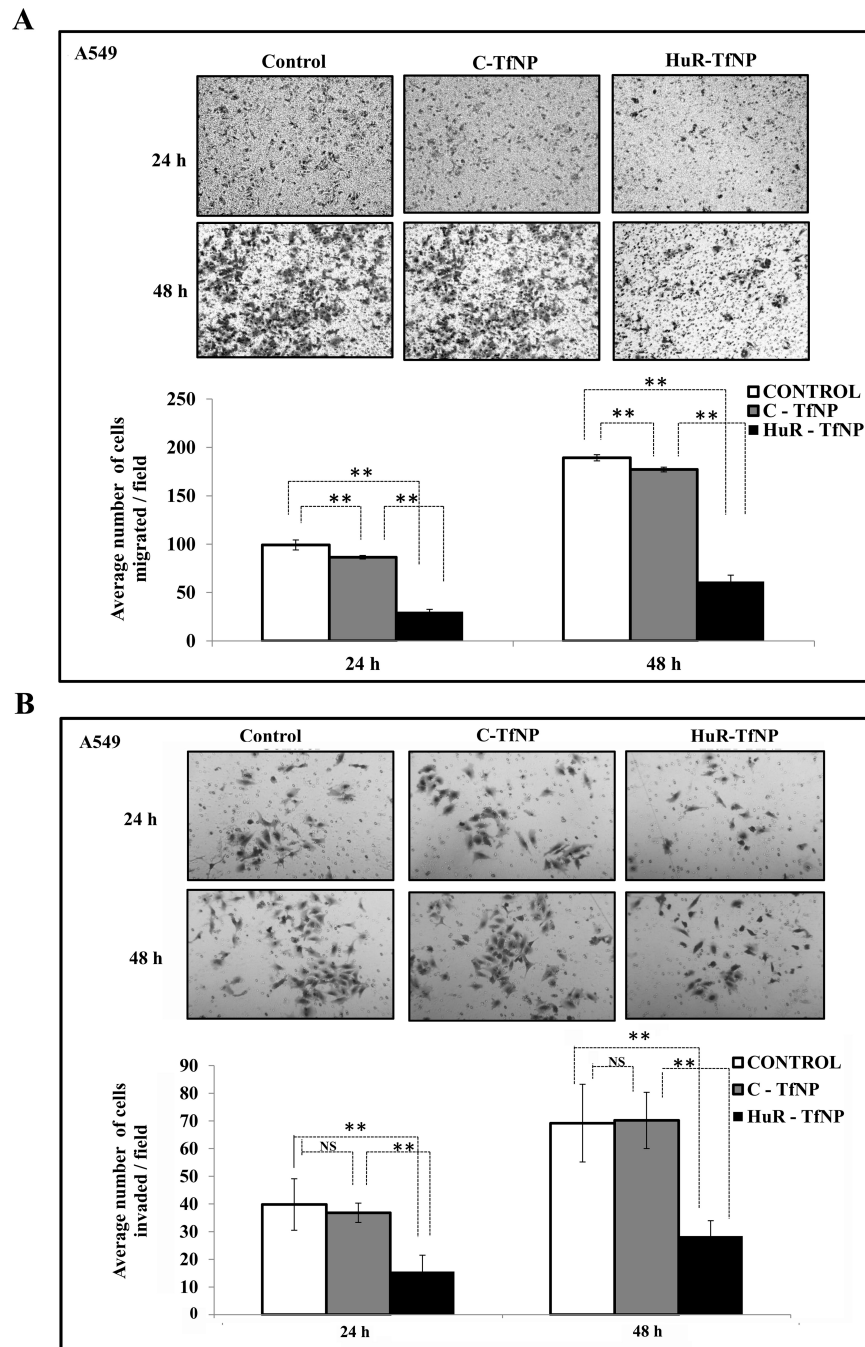 A
A549
Control
C-TfNP
HuR-TfNP
24 h
48 h
** ** **
** ** **
CONTROL
C - TfNP
HuR - TfNP
Average number of cells
migrated / field
250
200
150
100
50
0
24 h
48 h
B
A549
Control
C-TfNP
HuR-TfNP
24 h
48 h
** NS **
** NS **
CONTROL
C - TfNP
HuR - TfNP
Average number of cells
invaded / field
90
80
70
60
50
40
30
20
10
0
24 h
48 h